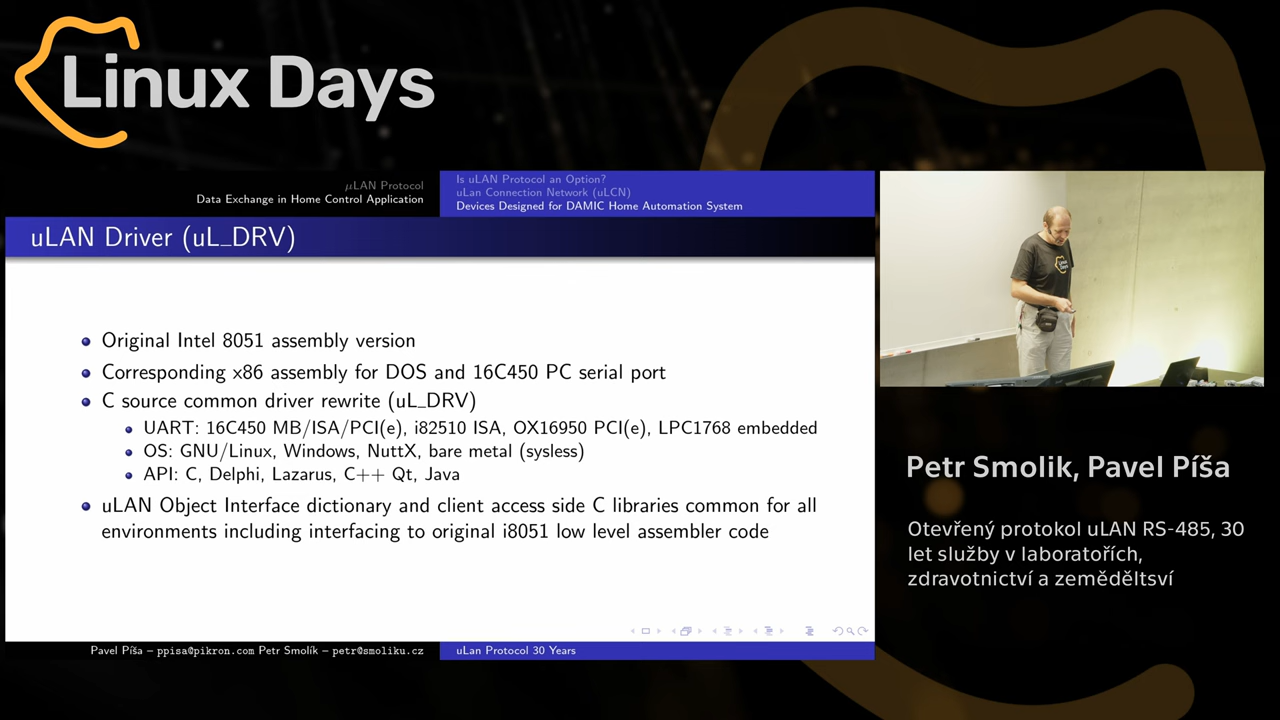 Linux Days
μLAN Protocol
Data Exchange in Home Control Application
Is uLAN Protocol an Option?
uLan Connection Network (uLCN)
Devices Designed for DAMIC Home Automation System
uLAN Driver (uL_DRV)
Original Intel 8051 assembly version
Corresponding x86 assembly for DOS and 16C450 PC serial port
C source common driver rewrite (uL_DRV)
UART: 16C450 MB/ISA/PCI(e), i82510 ISA, OX16950 PCI(e), LPC1768 embedded
OS: GNU/Linux, Windows, NuttX, bare metal (sysless)
API: C, Delphi, Lazarus, C++ Qt, Java
uLAN Object Interface dictionary and client access side C libraries common for all
environments including interfacing to original i8051 low level assembler code
Pavel Píša – ppisa@pikron.com Petr Smolík – petr@smoliku.cz
uLan Protocol 30 Years
Linux
Days
Petr Smolik, Pavel Píša
Otevřený protokol uLAN RS-485, 30
let služby v laboratořích,
zdravotnictví a zeměděltsví